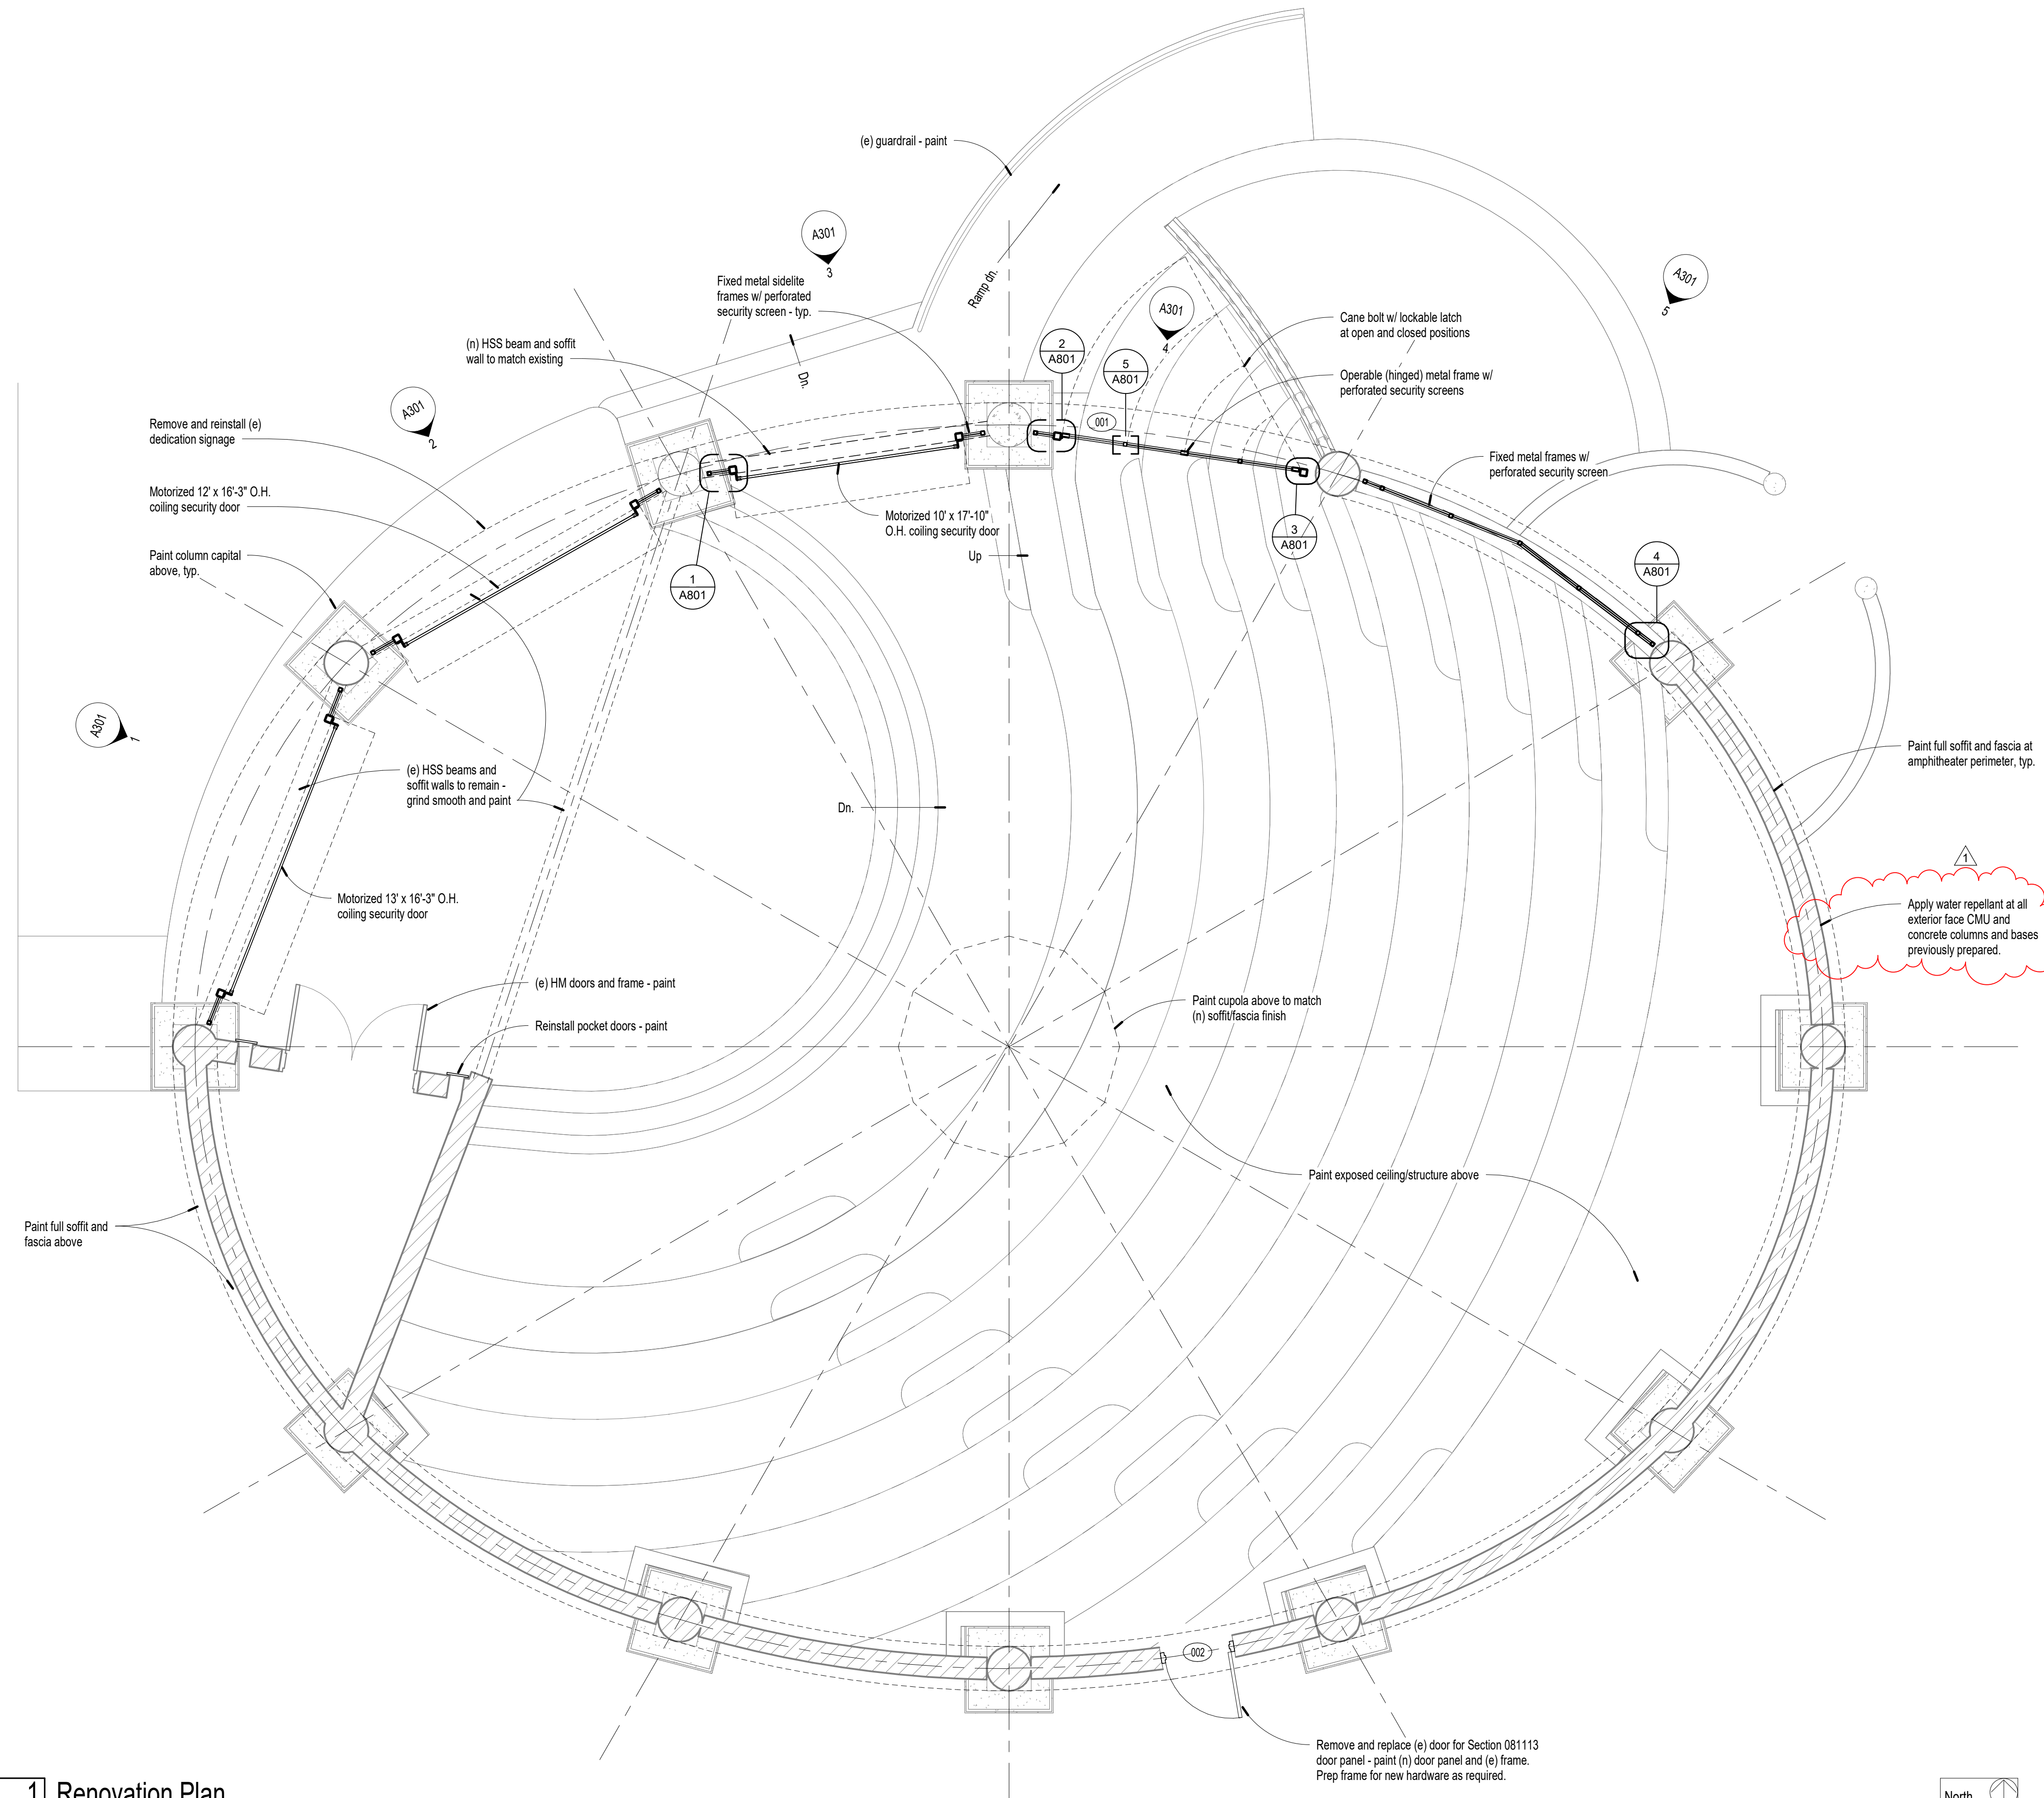 (e) guardrail - paint
A301
3
Ramp dn.
A301
5
Fixed metal sidelite
frames w/ perforated
security screen - typ.
A301
4
Cane bolt w/ lockable latch
at open and closed positions
(n) HSS beam and soffit
wall to match existing
Dn.
2
A801
5
A801
Operable (hinged) metal frame w/
perforated security screens
A301
2
Remove and reinstall (e)
dedication signage
001
Fixed metal frames w/
perforated security screen
Motorized 12' x 16'-3" O.H.
coiling security door
Motorized 10' x 17'-10"
O.H. coiling security door
3
A801
Paint column capital
above, typ.
Up
1
A801
4
A801
A301
1
Paint full soffit and fascia at
amphitheater perimeter, typ.
(e) HSS beams and
soffit walls to remain -
grind smooth and paint
Dn.
1
Motorized 13' x 16'-3" O.H.
coiling security door
Apply water repellant at all
exterior face CMU and
concrete columns and bases
previously prepared.
(e) HM doors and frame - paint
Paint cupola above to match
(n) soffit/fascia finish
Reinstall pocket doors - paint
Paint exposed ceiling/structure above
Paint full soffit and
fascia above
002
Remove and replace (e) door for Section 081113
door panel - paint (n) door panel and (e) frame.
Prep frame for new hardware as required.
1 Renovation Plan
North